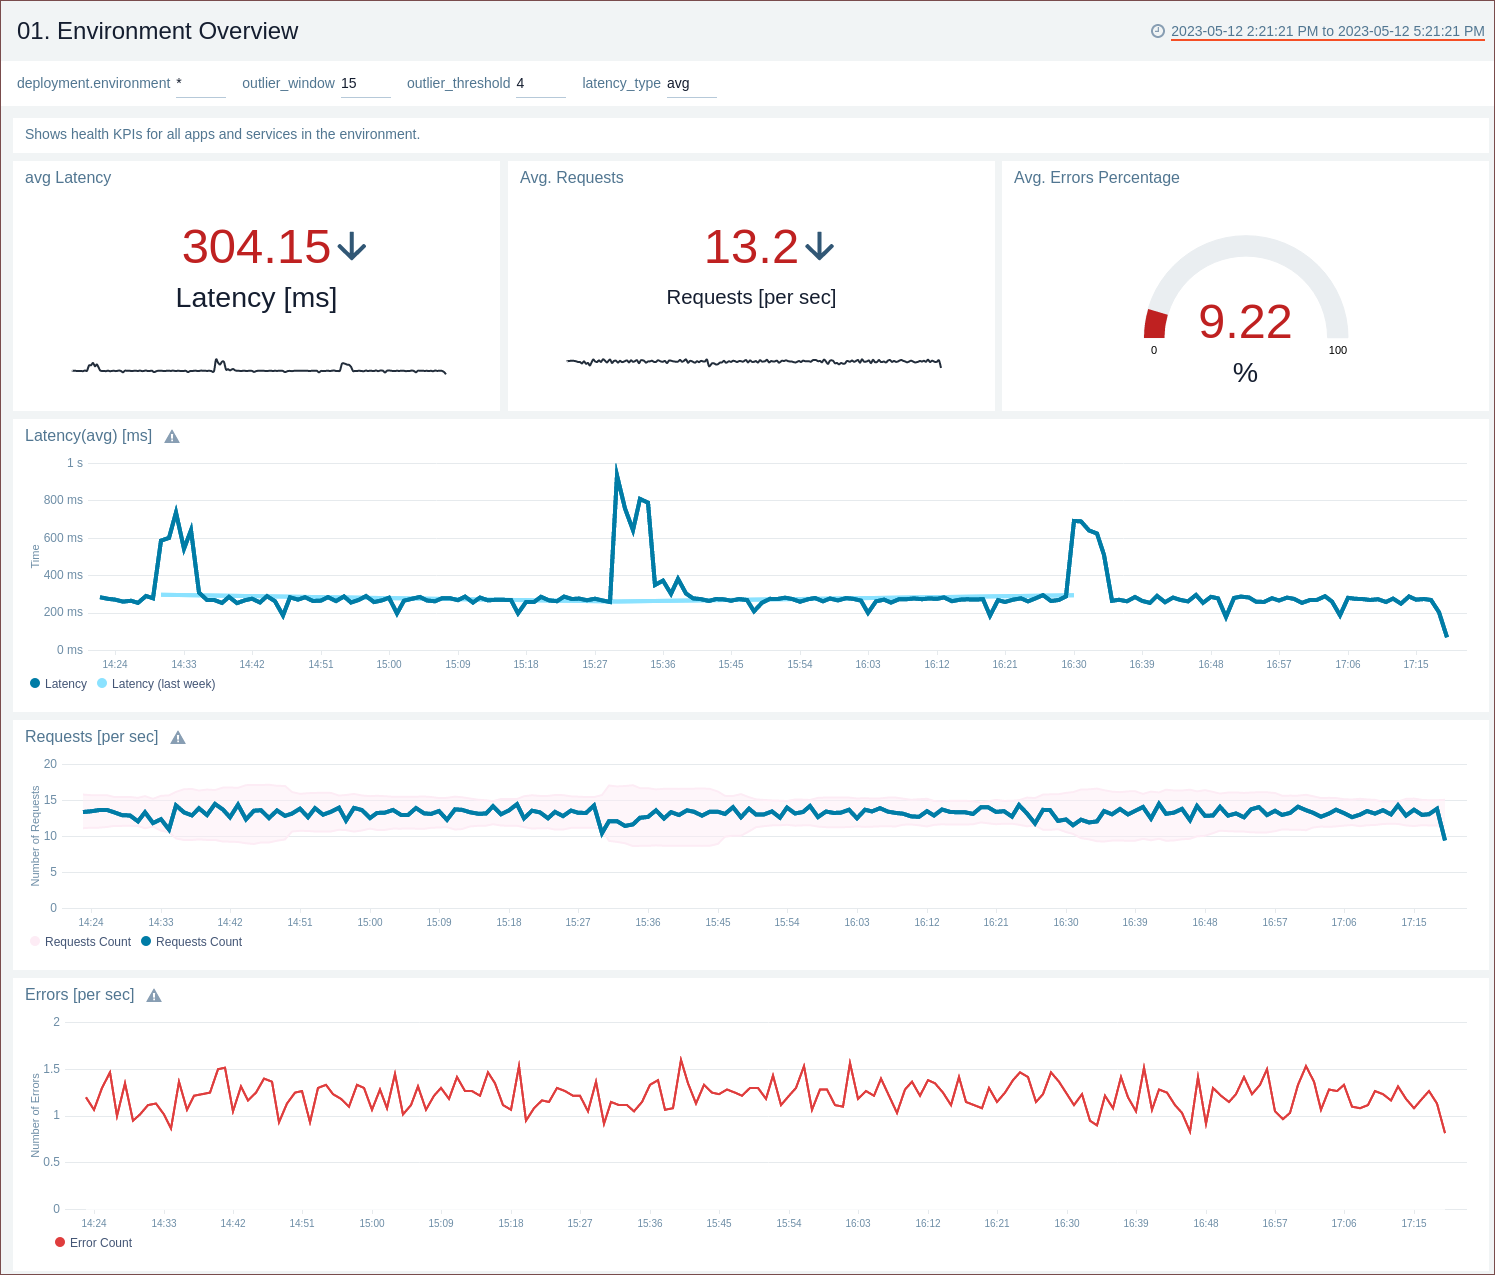 01. Environment Overview
2023-05-12 2:21:21 PM to 2023-05-12 5:21:21 PM
deployment.environment * outlier_window 15 outlier_threshold 4 latency_type avg
Shows health KPIs for all apps and services in the environment.
avg Latency
304.15
Latency [ms]
Avg. Requests
13.2
Requests [per sec]
Avg. Errors Percentage
9.22
0 100
%
Latency(avg) [ms]
Time
1 s
800 ms
600 ms
400 ms
200 ms
0 ms
14:24 14:33 14:42 14:51 15:00 15:09 15:18 15:27 15:36 15:45 15:54 16:03 16:12 16:21 16:30 16:39 16:48 16:57 17:06 17:15
Latency Latency (last week)
Requests [per sec]
Number of Requests
20
15
10
5
0
14:24 14:33 14:42 14:51 15:00 15:09 15:18 15:27 15:36 15:45 15:54 16:03 16:12 16:21 16:30 16:39 16:48 16:57 17:06 17:15
Requests Count Requests Count
Errors [per sec]
Number of Errors
2
1.5
1
0.5
0
14:24 14:33 14:42 14:51 15:00 15:09 15:18 15:27 15:36 15:45 15:54 16:03 16:12 16:21 16:30 16:39 16:48 16:57 17:06 17:15
Error Count